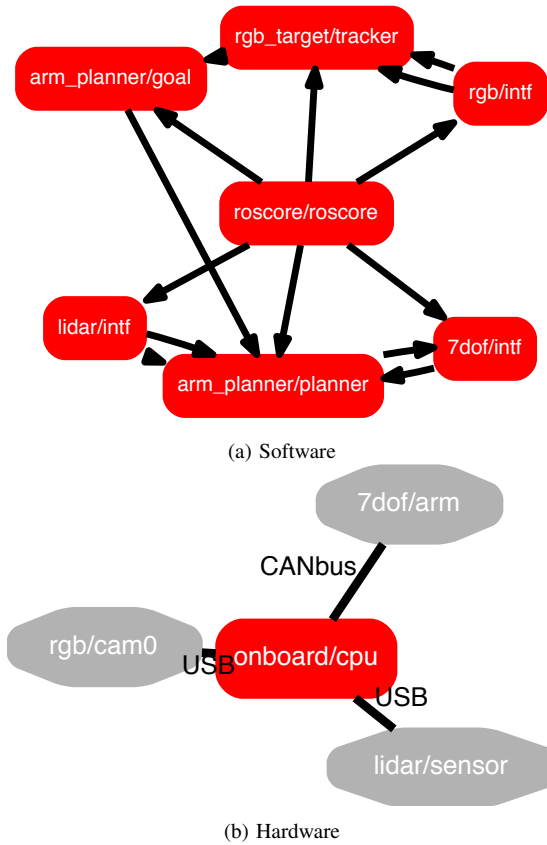 rgb_target/tracker
arm_planner/goal
rgb/intf
roscore/roscore
lidar/intf
7dof/intf
arm_planner/planner
(a) Software
7dof/arm
CANbus
rgb/cam0
USB
onboard/cpu
USB
lidar/sensor
(b) Hardware